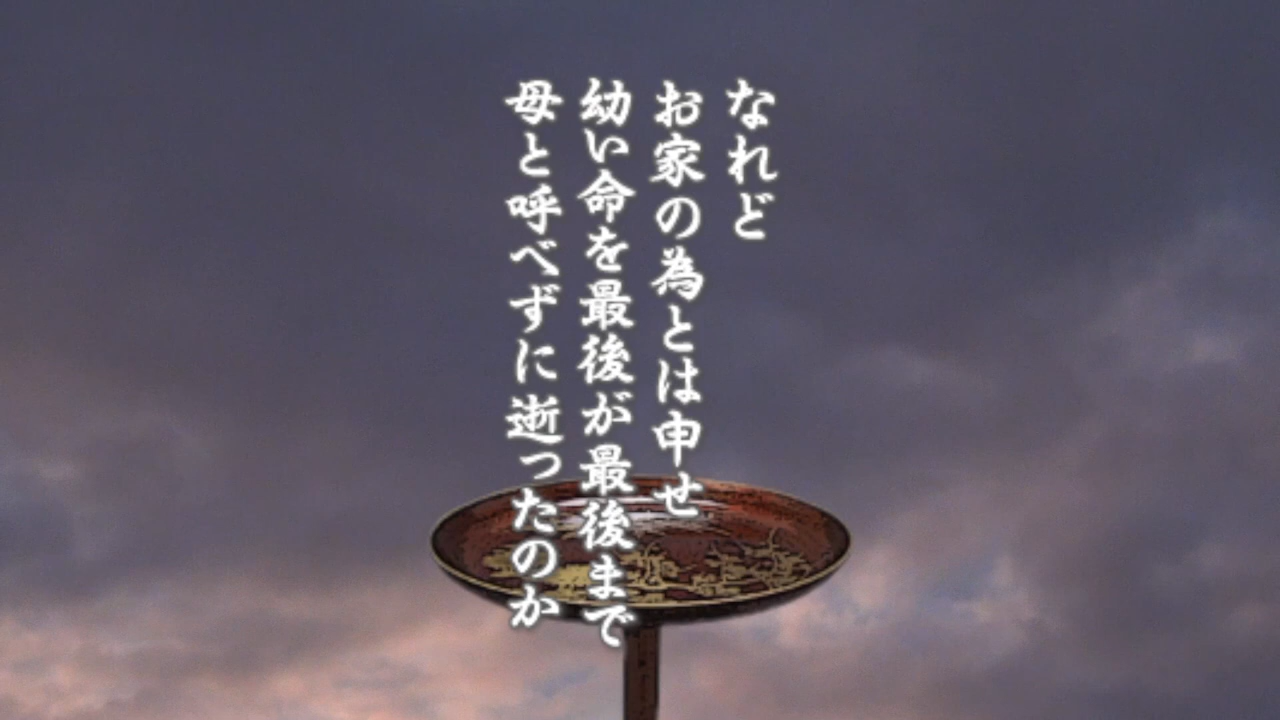 なれど
お家の為とは申せ
幼い命を最後が最後まで
母と呼べずに逝ったのか